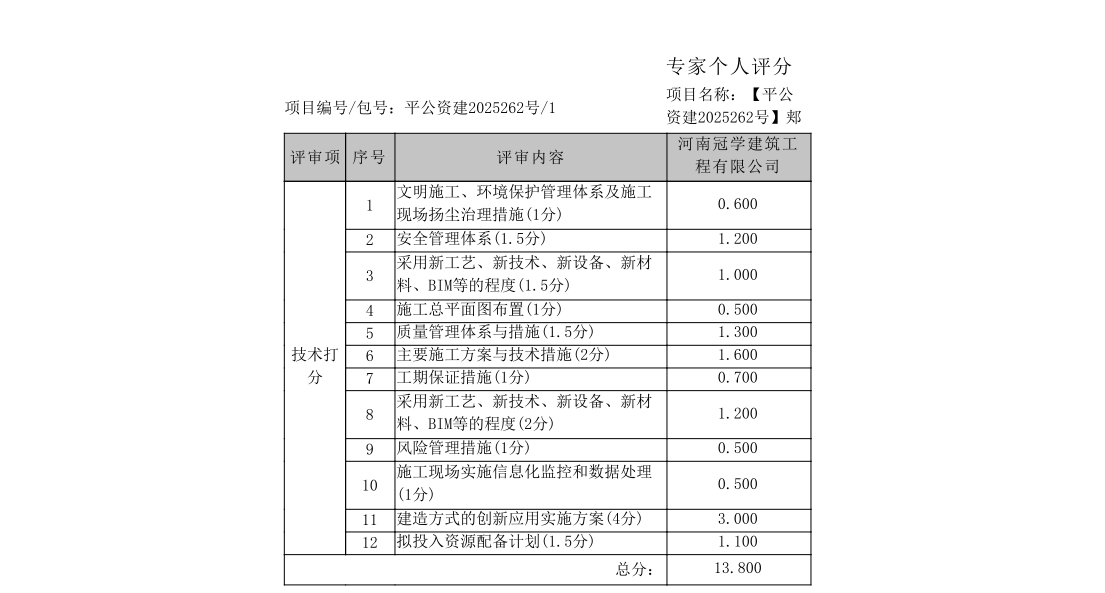 专家个人评分
项目编号/包号：平公资建2025262号/1
项目名称：【平公
资建2025262号】郏
评审项 序号 评审内容 河南冠学建筑工
程有限公司
技术打
分
1 文明施工、环境保护管理体系及施工
现场扬尘治理措施(1分) 0.600
2 安全管理体系(1.5分) 1.200
3 采用新工艺、新技术、新设备、新材
料、BIM等的程度(1.5分) 1.000
4 施工总平面图布置(1分) 0.500
5 质量管理体系与措施(1.5分) 1.300
6 主要施工方案与技术措施(2分) 1.600
7 工期保证措施(1分) 0.700
8 采用新工艺、新技术、新设备、新材
料、BIM等的程度(2分) 1.200
9 风险管理措施(1分) 0.500
10 施工现场实施信息化监控和数据处理
(1分) 0.500
11 建造方式的创新应用实施方案(4分) 3.000
12 拟投入资源配备计划(1.5分) 1.100
总分： 13.800